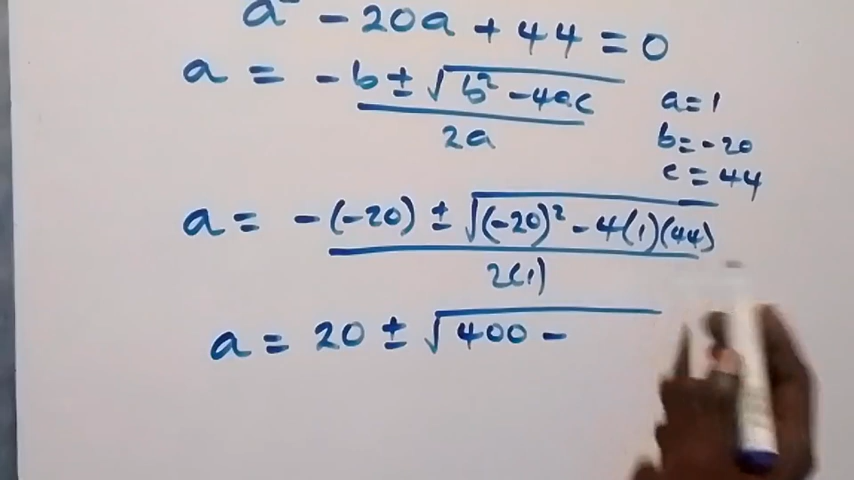 a² - 20a + 44 = 0
a = -b ± √b² - 4ac
2a
a = 1
b = -20
c = 44
a = -(-20) ± √(-20)² - 4(1)(44)
2(1)
a = 20 ± √400 -